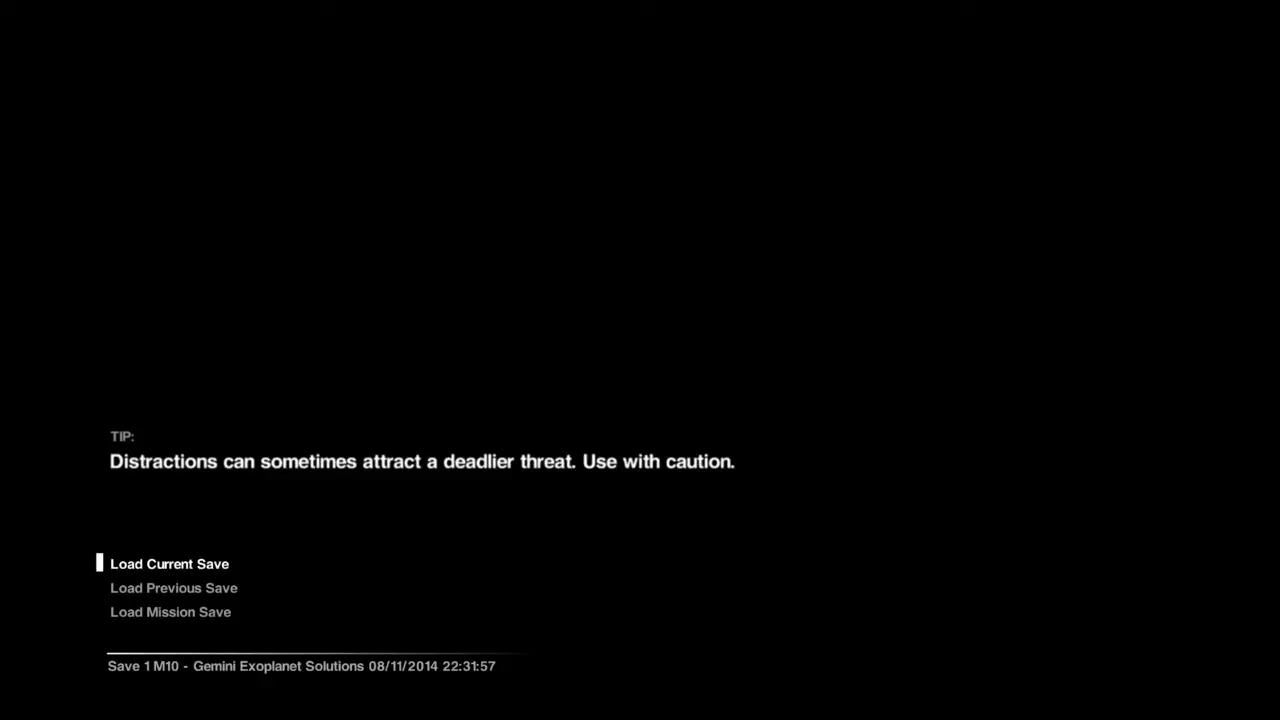 TIP:
Distractions can sometimes attract a deadlier threat. Use with caution.
Load Current Save
Load Previous Save
Load Mission Save
Save 1 M10 - Gemini Exoplanet Solutions 08/11/2014 22:31:57